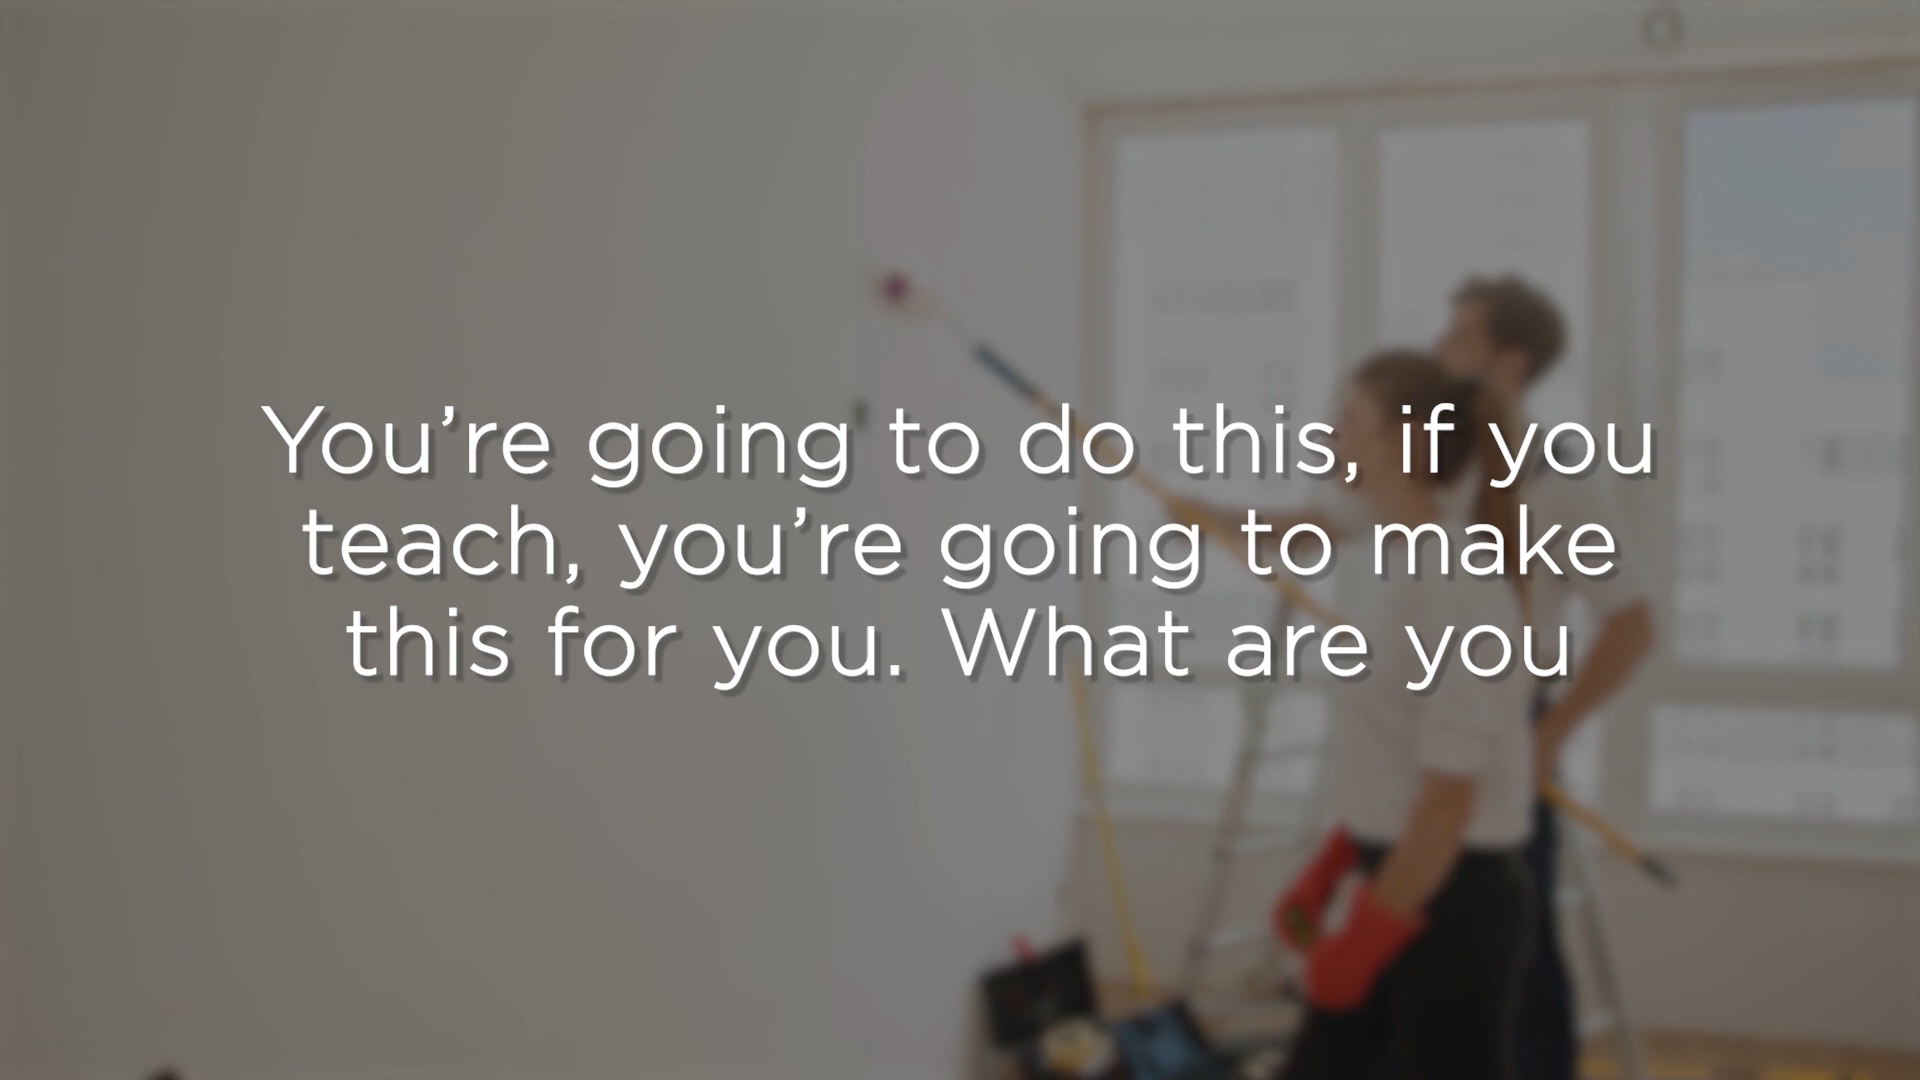 You’re going to do this, if you
teach, you’re going to make
this for you. What are you